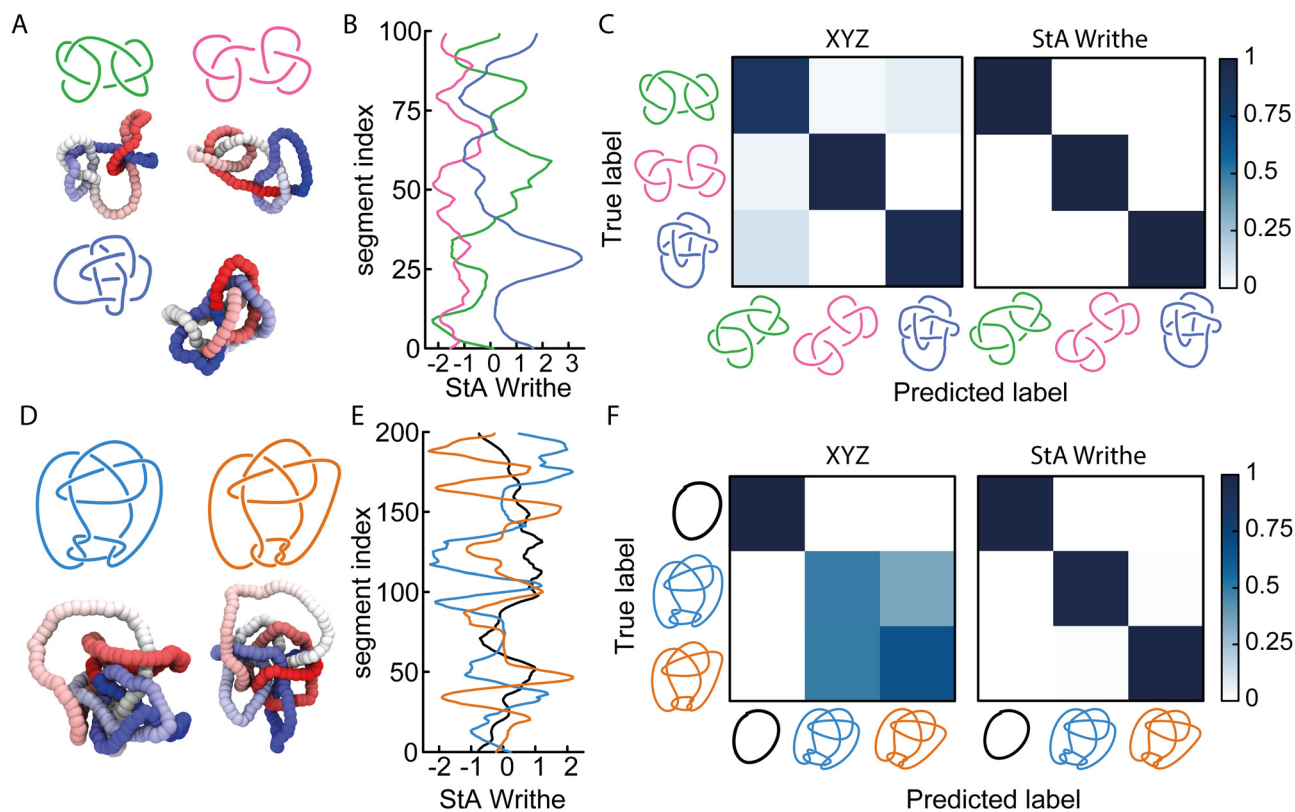 A
B
C
XYZ
StA Writhe
100
75
50
25
0
segment index
-2 -1 0 1 2 3
StA Writhe
True label
Predicted label
1
0.75
0.5
0.25
0
D
E
F
XYZ
StA Writhe
200
150
100
50
0
segment index
-2 -1 0 1 2
StA Writhe
True label
Predicted label
1
0.75
0.5
0.25
0